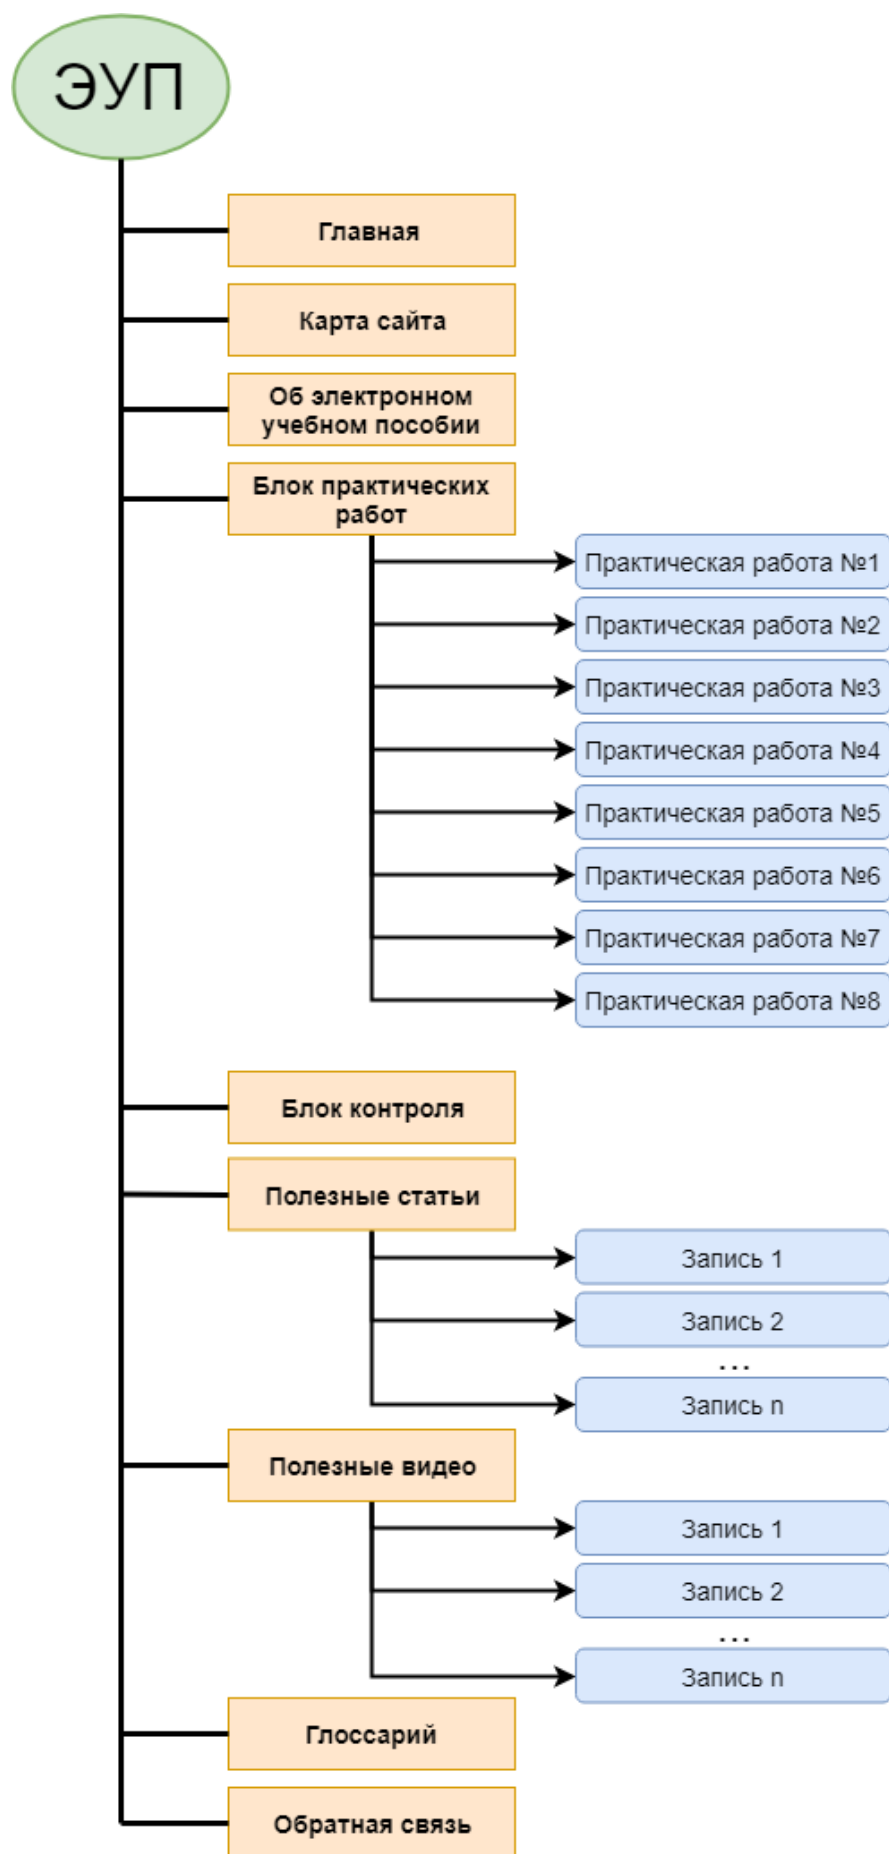 ЭУП
Главная
Карта сайта
Об электронном
учебном пособии
Блок практических
работ
Практическая работа №1
Практическая работа №2
Практическая работа №3
Практическая работа №4
Практическая работа №5
Практическая работа №6
Практическая работа №7
Практическая работа №8
Блок контроля
Полезные статьи
Запись 1
Запись 2
...
Запись n
Полезные видео
Запись 1
Запись 2
...
Запись n
Глоссарий
Обратная связь